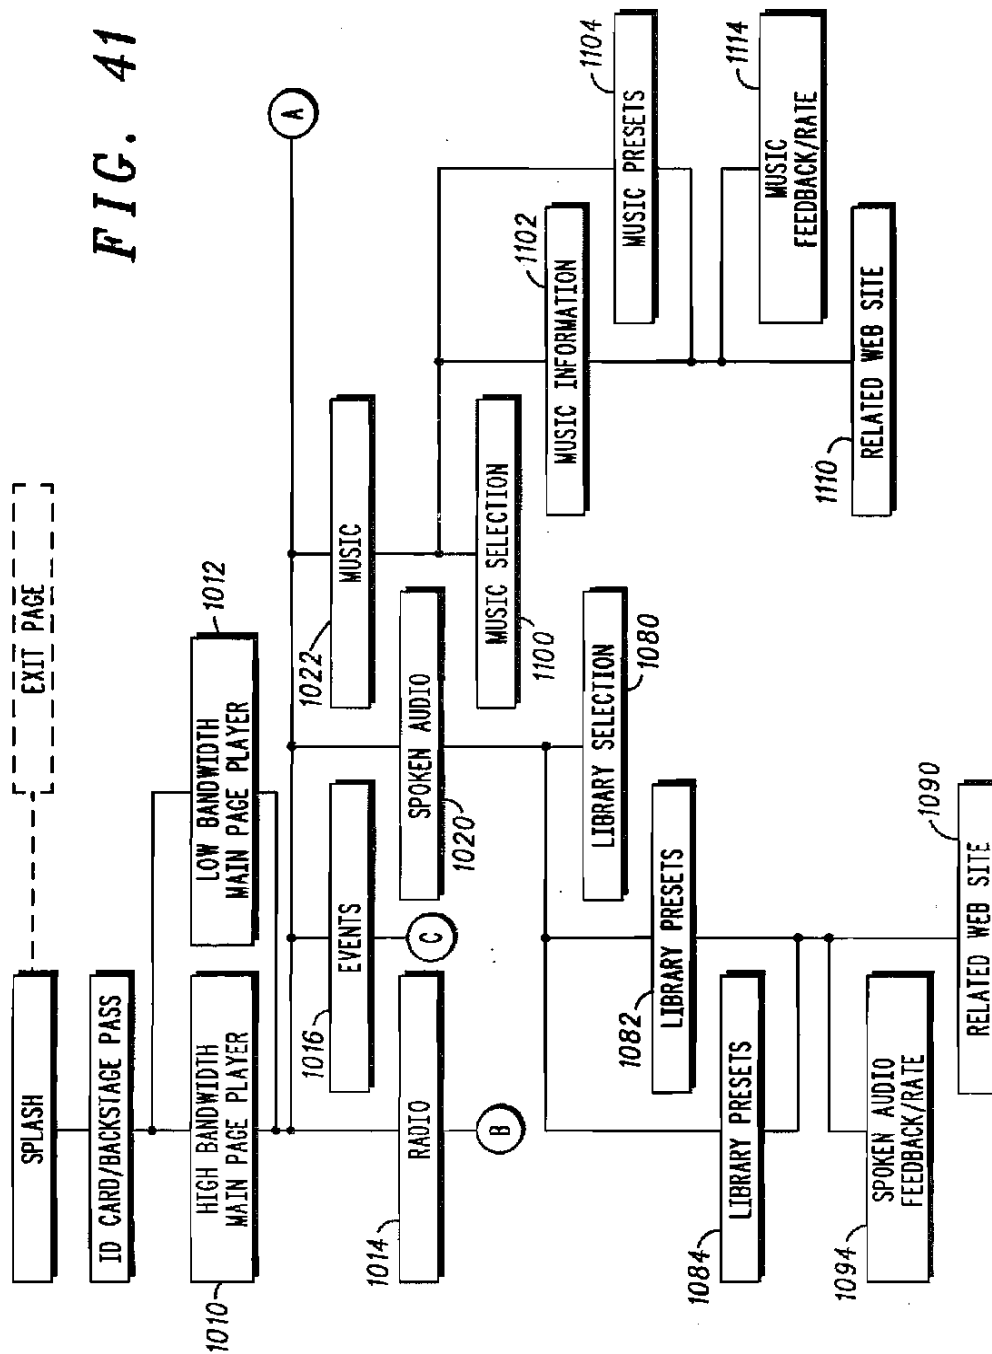 FIG. 41
SPLASH
EXIT PAGE
ID CARD/BACKSTAGE PASS
HIGH BANDWIDTH
MAIN PAGE PLAYER
1010
LOW BANDWIDTH
MAIN PAGE PLAYER
1012
A
RADIO
1014
B
EVENTS
1016
C
SPOKEN AUDIO
1020
MUSIC
1022
MUSIC SELECTION
1100
MUSIC INFORMATION
1102
MUSIC PRESETS
1104
LIBRARY SELECTION
1080
LIBRARY PRESETS
1082
LIBRARY PRESETS
1084
SPOKEN AUDIO
FEEDBACK/RATE
1094
RELATED WEB SITE
1090
RELATED WEB SITE
1110
MUSIC
FEEDBACK/RATE
1114